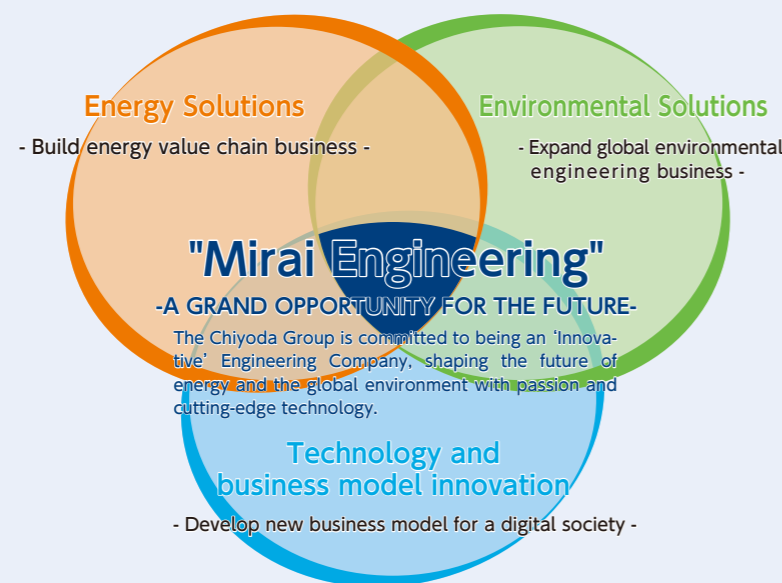 Energy Solutions
- Build energy value chain business -
Environmental Solutions
- Expand global environmental
engineering business -
"Mirai Engineering"
-A GRAND OPPORTUNITY FOR THE FUTURE-
The Chiyoda Group is committed to being an ‘Innova-
tive’ Engineering Company, shaping the future of
energy and the global environment with passion and
cutting-edge technology.
Technology and
business model innovation
- Develop new business model for a digital society -